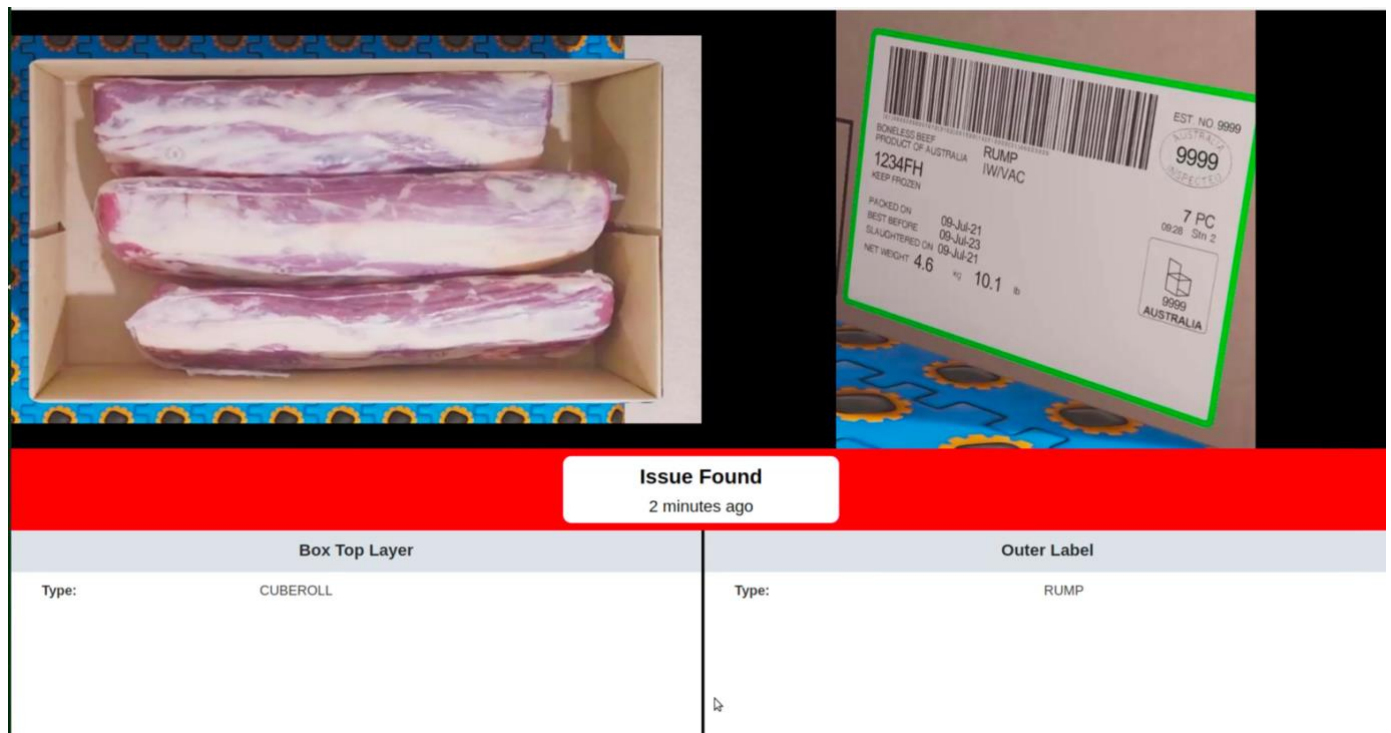 BONELESS BEEF
PRODUCT OF AUSTRALIA
1234FH
KEEP FROZEN
RUMP
IW/VAC
EST. NO. 9999
AUSTRALIA
9999
INSPECTED
PACKED ON 09-Jul-21
BEST BEFORE 09-Jul-23
SLAUGHTERED ON 09-Jul-21
NET WEIGHT 4.6 kg 10.1 lb
7 PC
09:28 Stn 2
9999
AUSTRALIA
Issue Found
2 minutes ago
Box Top Layer
Outer Label
Type: CUBEROLL
Type: RUMP